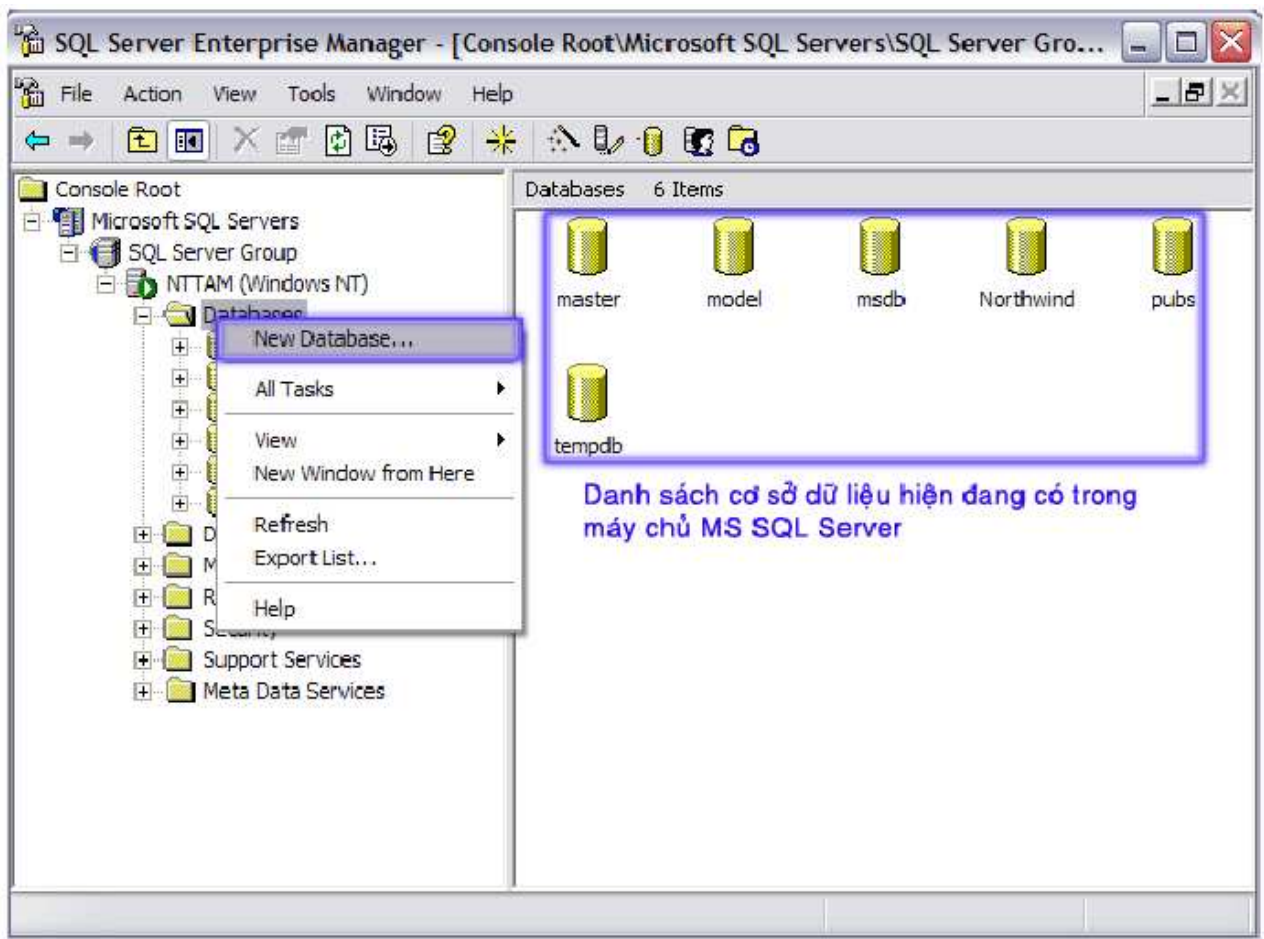 SQL Server Enterprise Manager - [Console Root\Microsoft SQL Servers\SQL Server Gro...
File Action View Tools Window Help
Console Root
Microsoft SQL Servers
SQL Server Group
NTTAM (Windows NT)
Databases
New Database...
All Tasks
View
New Window from Here
Refresh
Export List...
Help
D
M
R
Security
Support Services
Meta Data Services
Databases 6 Items
master model msdb Northwind pubs
tempdb
Danh sách cơ sở dữ liệu hiện đang có trong
máy chủ MS SQL Server